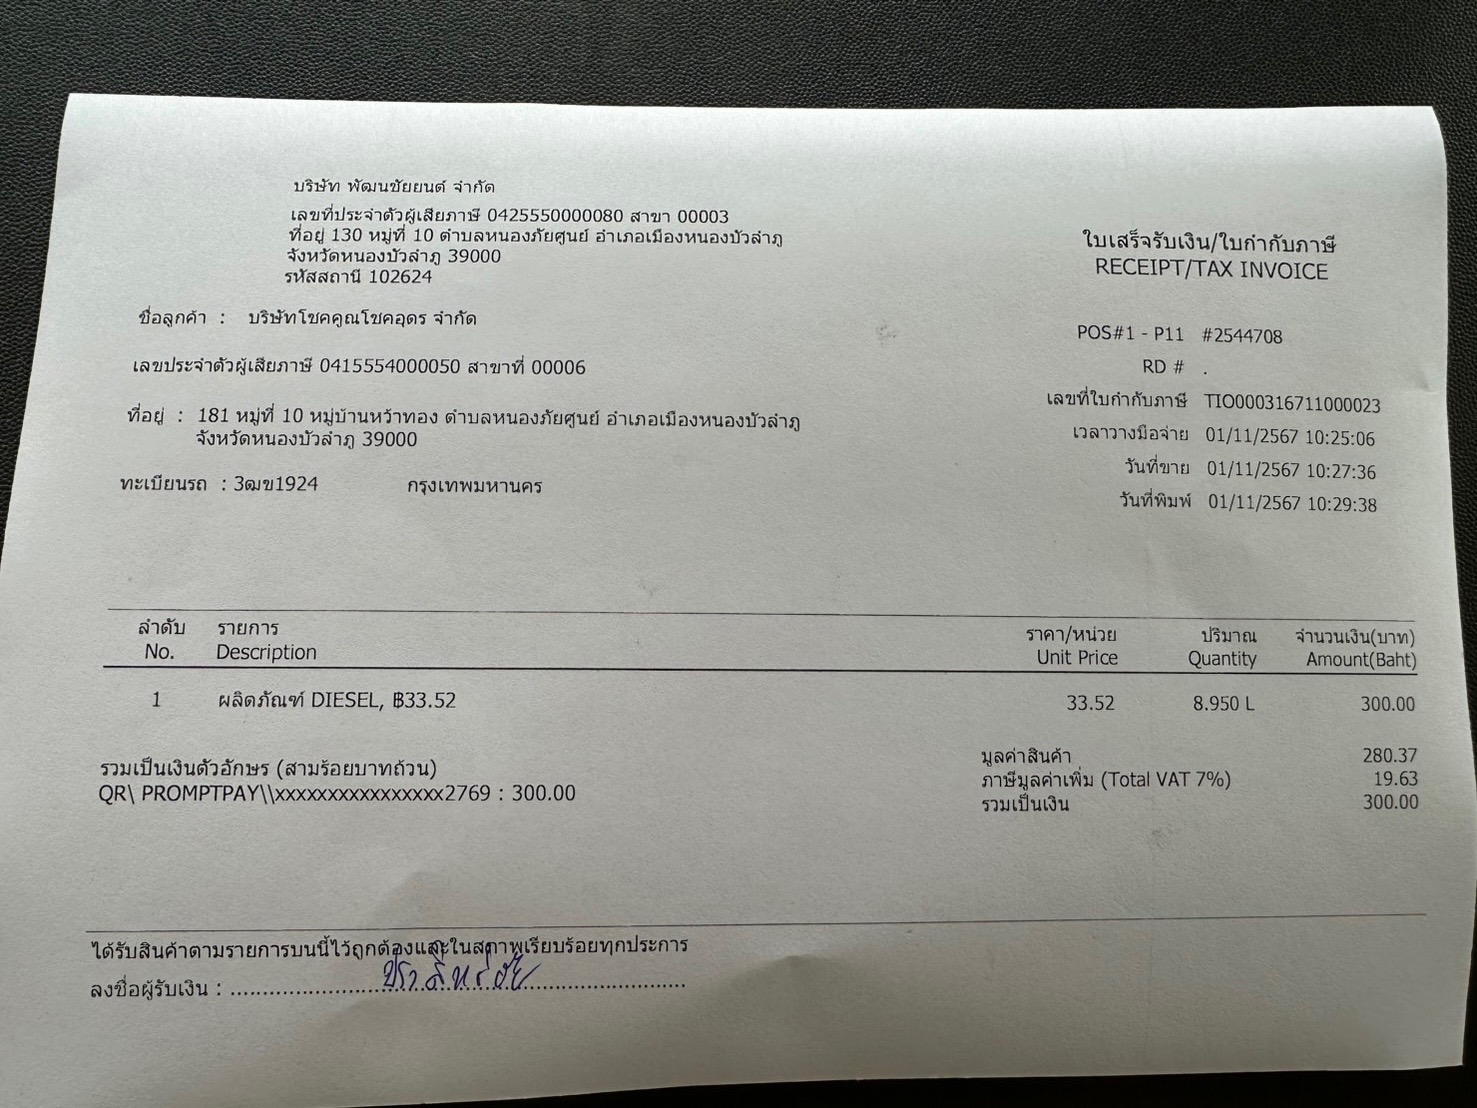 บริษัท พัฒนชัยยนต์ จำกัด
เลขที่ประจำตัวผู้เสียภาษี 0425550000080 สาขา 00003
ที่อยู่ 130 หมู่ที่ 10 ตำบลหนองภัยศูนย์ อำเภอเมืองหนองบัวลำภู
จังหวัดหนองบัวลำภู 39000
รหัสสถานี 102624
ใบเสร็จรับเงิน/ใบกำกับภาษี
RECEIPT/TAX INVOICE
ชื่อลูกค้า : บริษัทโชคคูณโชคอุดร จำกัด
เลขประจำตัวผู้เสียภาษี 0415554000050 สาขาที่ 00006
ที่อยู่ : 181 หมู่ที่ 10 หมู่บ้านหว้าทอง ตำบลหนองภัยศูนย์ อำเภอเมืองหนองบัวลำภู
จังหวัดหนองบัวลำภู 39000
ทะเบียนรถ : 3ฒข1924 กรุงเทพมหานคร
POS#1 - P11 #2544708
RD # .
เลขที่ใบกำกับภาษี TIO000316711000023
เวลาวางมือจ่าย 01/11/2567 10:25:06
วันที่ขาย 01/11/2567 10:27:36
วันที่พิมพ์ 01/11/2567 10:29:38
ลำดับ รายการ ราคา/หน่วย ปริมาณ จำนวนเงิน(บาท)
No. Description Unit Price Quantity Amount(Baht)
1 ผลิตภัณฑ์ DIESEL, ฿33.52 33.52 8.950 L 300.00
รวมเป็นเงินตัวอักษร (สามร้อยบาทถ้วน)
QR\ PROMPTPAY\\xxxxxxxxxxxxxxxx2769 : 300.00
มูลค่าสินค้า 280.37
ภาษีมูลค่าเพิ่ม (Total VAT 7%) 19.63
รวมเป็นเงิน 300.00
ได้รับสินค้าตามรายการบนนี้ไว้ถูกต้องและในสภาพเรียบร้อยทุกประการ
ลงชื่อผู้รับเงิน : ........................................